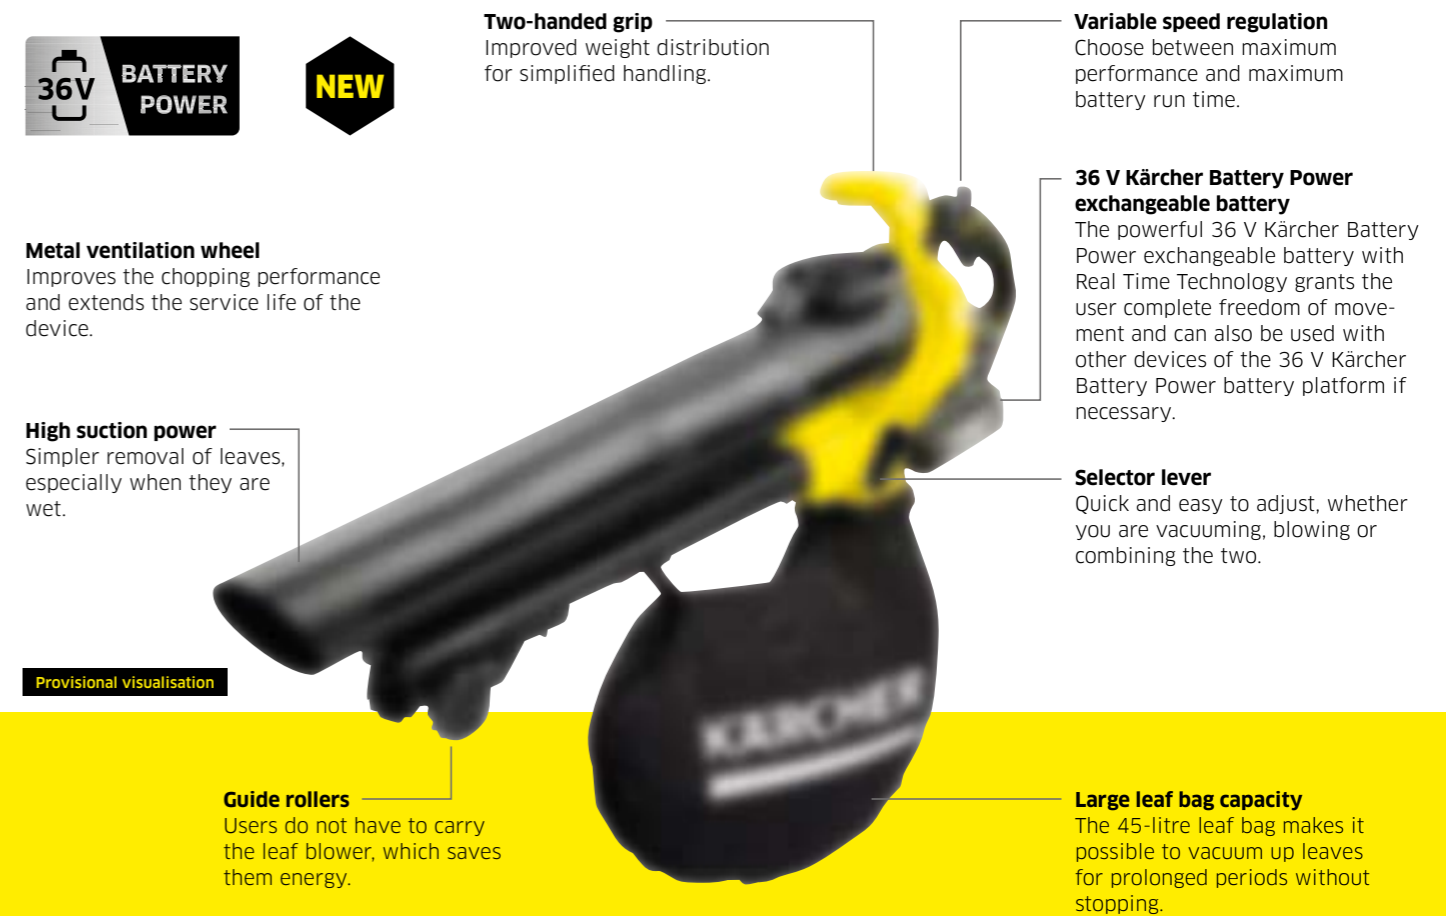 36V
BATTERY
POWER
NEW
Two-handed grip
Improved weight distribution
for simplified handling.
Variable speed regulation
Choose between maximum
performance and maximum
battery run time.
36 V Kärcher Battery Power
exchangeable battery
The powerful 36 V Kärcher Battery
Power exchangeable battery with
Real Time Technology grants the
user complete freedom of move-
ment and can also be used with
other devices of the 36 V Kärcher
Battery Power battery platform if
necessary.
Metal ventilation wheel
Improves the chopping performance
and extends the service life of the
device.
High suction power
Simpler removal of leaves,
especially when they are
wet.
Selector lever
Quick and easy to adjust, whether
you are vacuuming, blowing or
combining the two.
Provisional visualisation
KÄRCHER
Guide rollers
Users do not have to carry
the leaf blower, which saves
them energy.
Large leaf bag capacity
The 45-litre leaf bag makes it
possible to vacuum up leaves
for prolonged periods without
stopping.